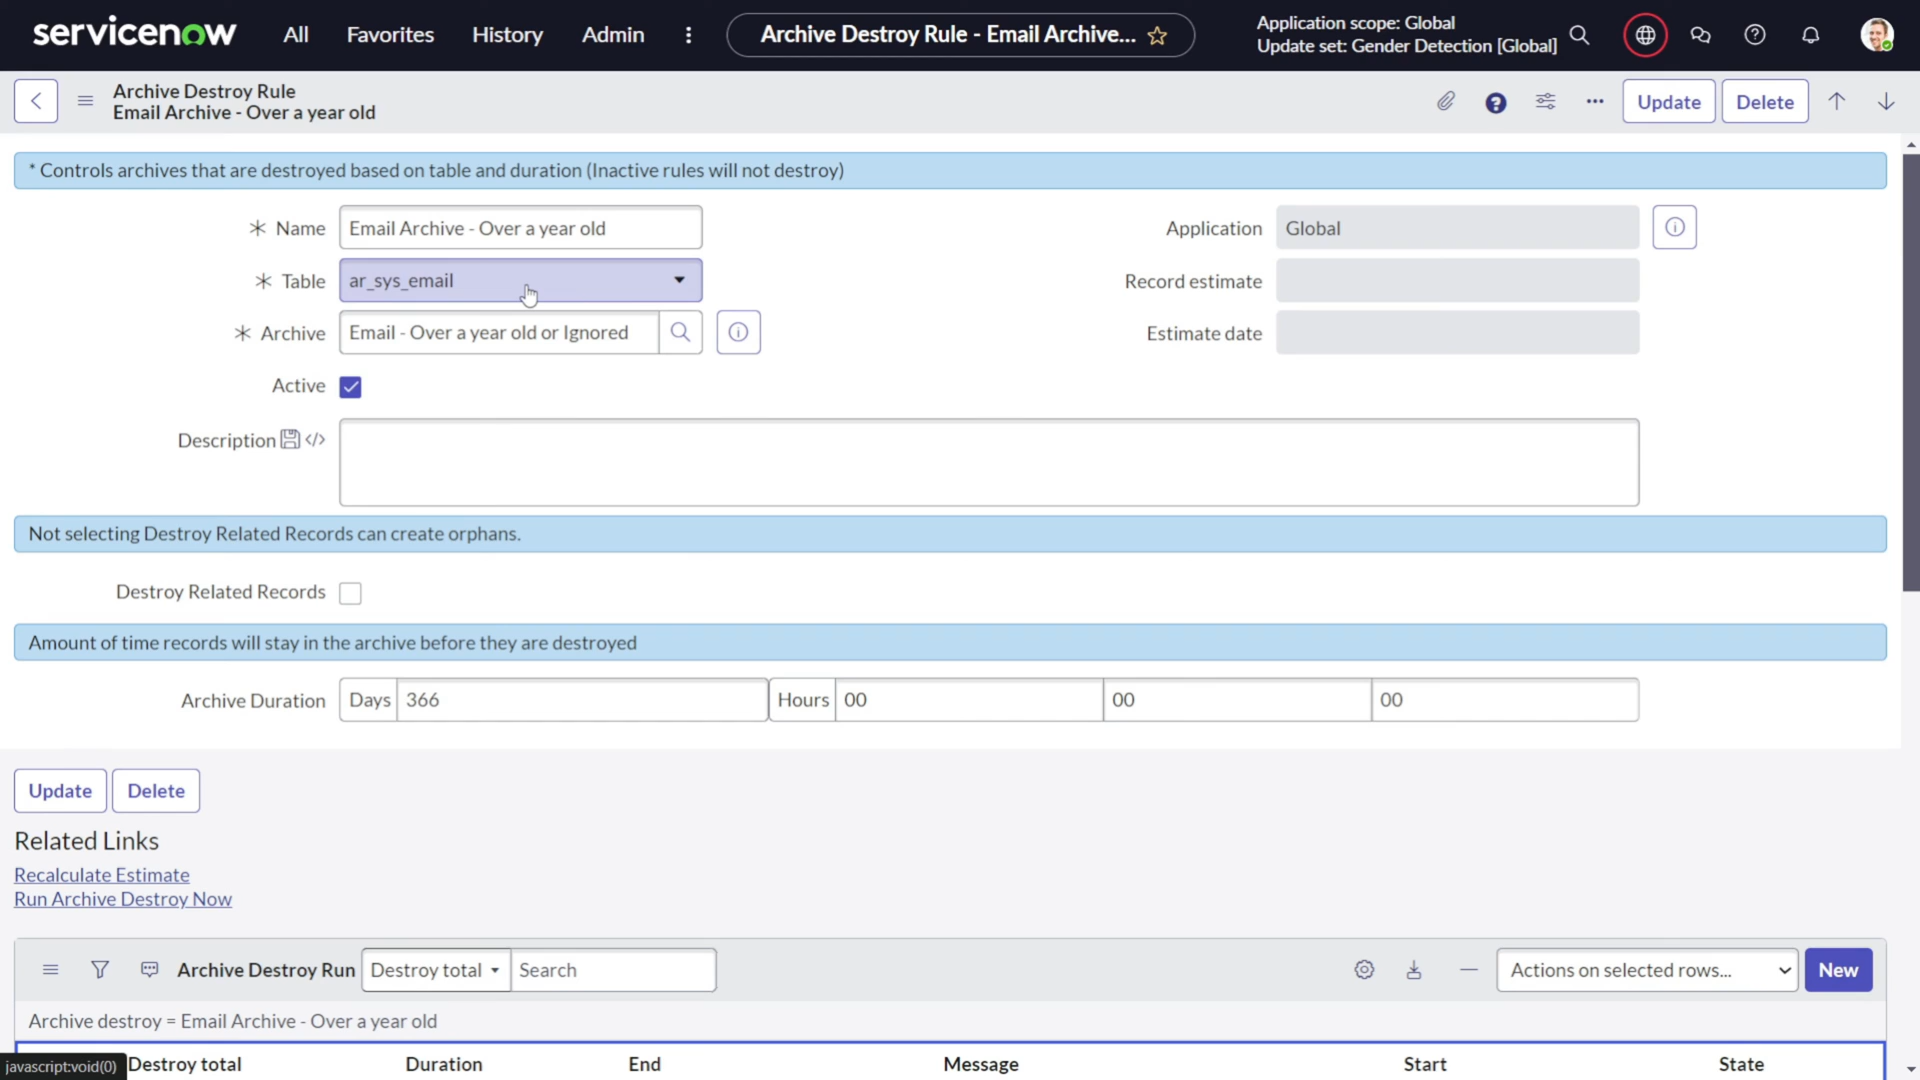 servicenow
All
Favorites
History
Admin
Archive Destroy Rule - Email Archive...
Application scope: Global
Update set: Gender Detection [Global]
Archive Destroy Rule
Email Archive - Over a year old
Update
Delete
* Controls archives that are destroyed based on table and duration (Inactive rules will not destroy)
Name
Email Archive - Over a year old
Application
Global
Table
ar_sys_email
Record estimate
Archive
Email - Over a year old or Ignored
Estimate date
Active
Description
Not selecting Destroy Related Records can create orphans.
Destroy Related Records
Amount of time records will stay in the archive before they are destroyed
Archive Duration
Days
366
Hours
00
00
00
Update
Delete
Related Links
Recalculate Estimate
Run Archive Destroy Now
Archive Destroy Run
Destroy total
Search
Actions on selected rows...
New
Archive destroy = Email Archive - Over a year old
javascript:void(0)
Destroy total
Duration
End
Message
Start
State